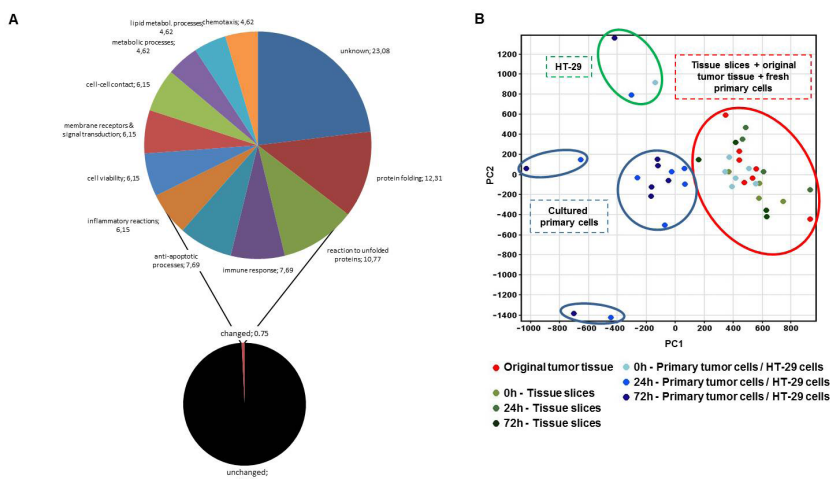 A
lipid metabol. processes;
4,62
chemotaxis; 4,62
metabolic processes;
4,62
unknown; 23,08
cell-cell contact; 6,15
membrane receptors &
signal transduction; 6,15
cell viability; 6,15
inflammatory reactions;
6,15
anti-apoptotic
processes; 7,69
immune response; 7,69
reaction to unfolded
proteins; 10,77
protein folding; 12,31
changed; 0.75
unchanged;
B
HT-29
Tissue slices + original
tumor tissue + fresh
primary cells
Cultured
primary cells
PC2
1200
1000
800
600
400
200
0
−200
−400
−600
−800
−1000
−1200
−1400
−1000 −800 −600 −400 −200 0 200 400 600 800
PC1
Original tumor tissue
0h - Tissue slices
24h - Tissue slices
72h - Tissue slices
0h - Primary tumor cells / HT-29 cells
24h - Primary tumor cells / HT-29 cells
72h - Primary tumor cells / HT-29 cells